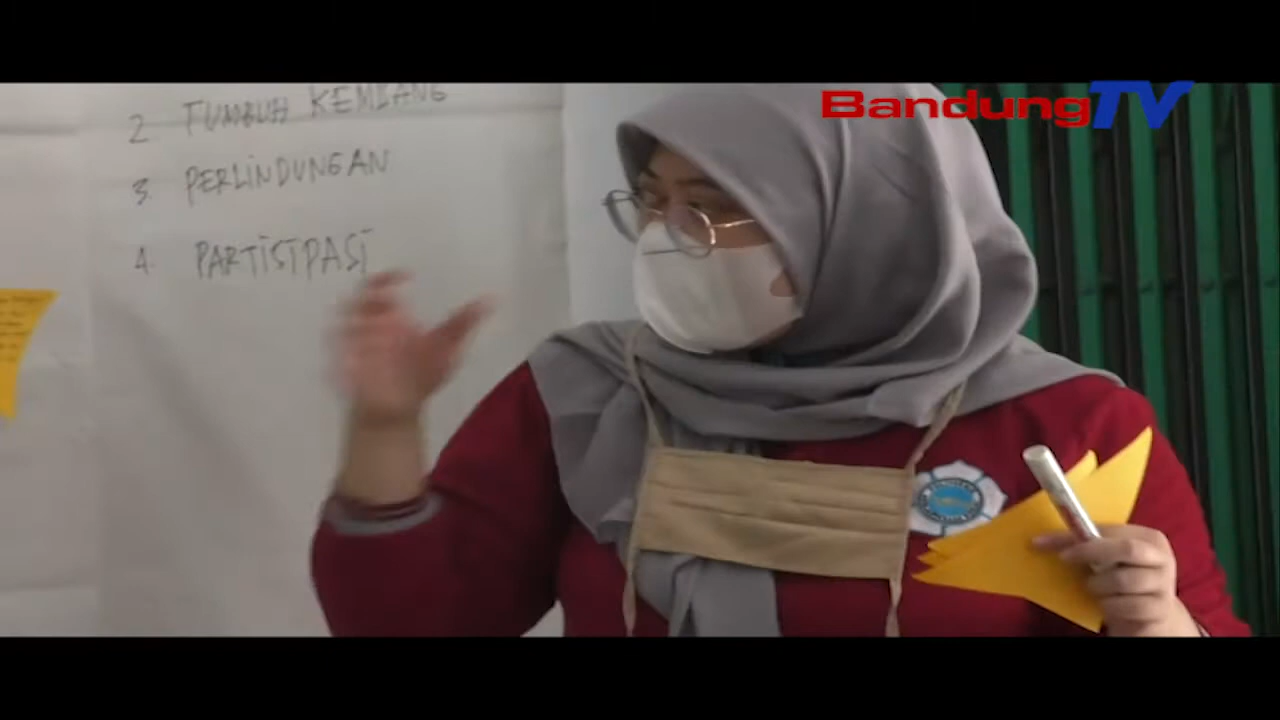 BandungTV
2. TUMBUH KEMBANG
3. PERLINDUNGAN
4. PARTISIPASI